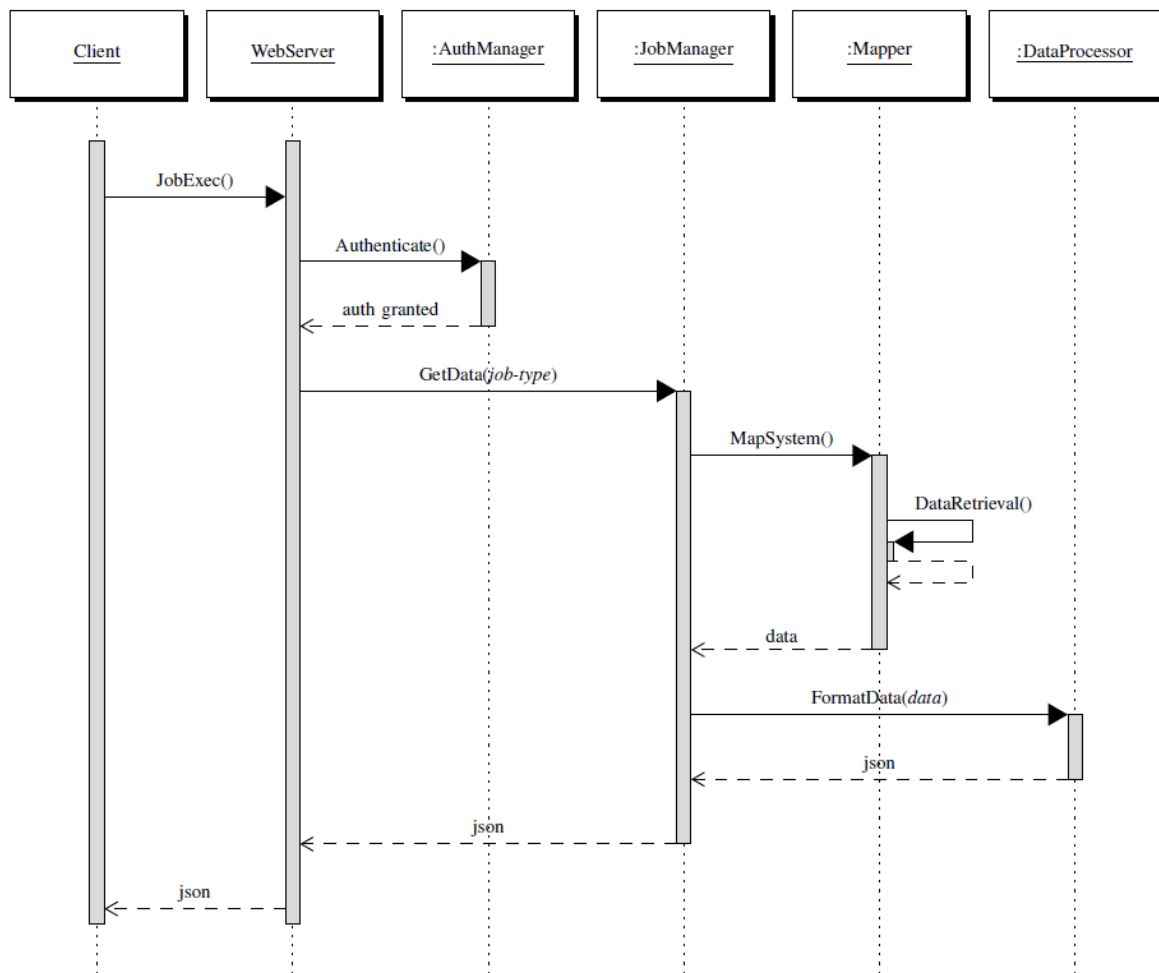 Client
WebServer
:AuthManager
:JobManager
:Mapper
:DataProcessor
JobExec()
Authenticate()
auth granted
GetData(job-type)
MapSystem()
DataRetrieval()
data
FormatData(data)
json
json
json